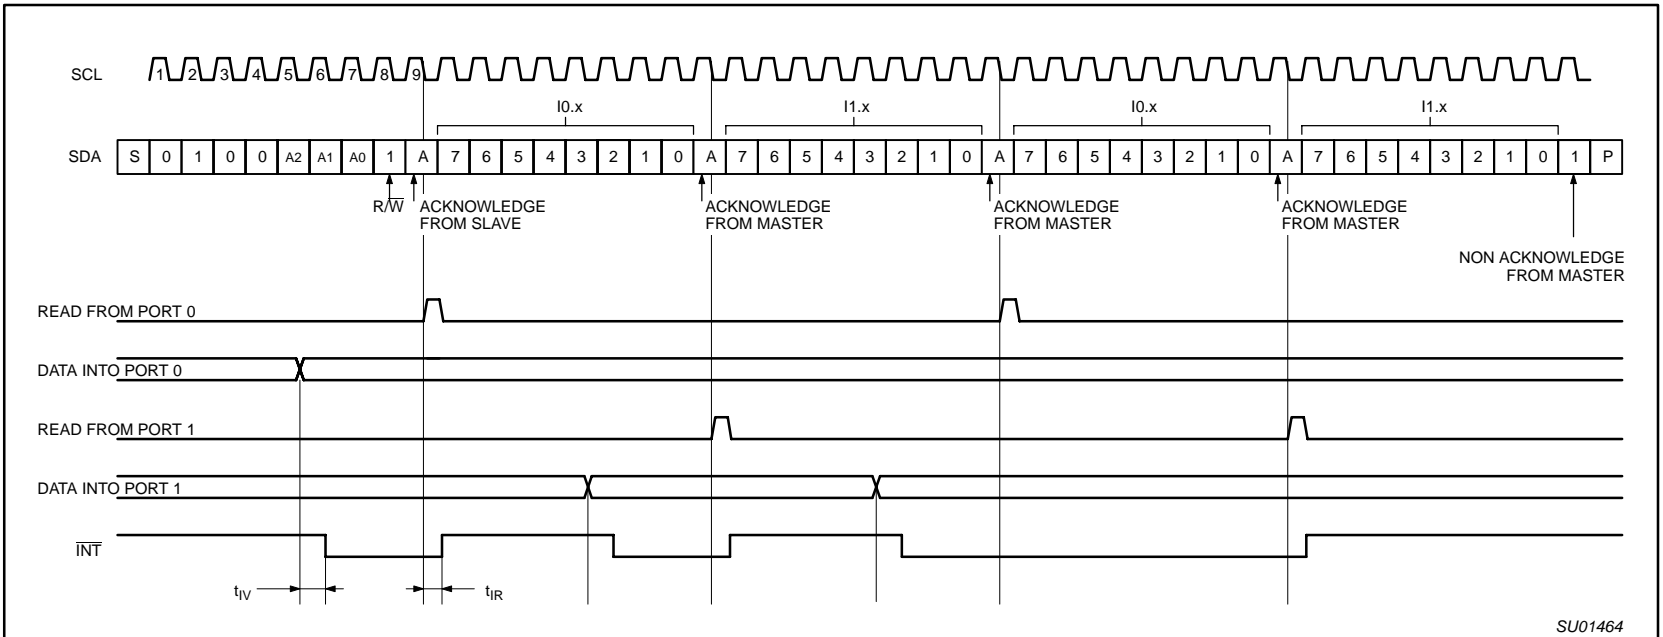 SCL 1 2 3 4 5 6 7 8 9
I0.x I1.x I0.x I1.x
SDA S 0 1 0 0 A2 A1 A0 1 A 7 6 5 4 3 2 1 0 A 7 6 5 4 3 2 1 0 A 7 6 5 4 3 2 1 0 A 7 6 5 4 3 2 1 0 1 P
R/W̅ ACKNOWLEDGE ACKNOWLEDGE ACKNOWLEDGE ACKNOWLEDGE
FROM SLAVE FROM MASTER FROM MASTER FROM MASTER
NON ACKNOWLEDGE
FROM MASTER
READ FROM PORT 0
DATA INTO PORT 0
READ FROM PORT 1
DATA INTO PORT 1
I̅N̅T̅
tIV tIR
SU01464